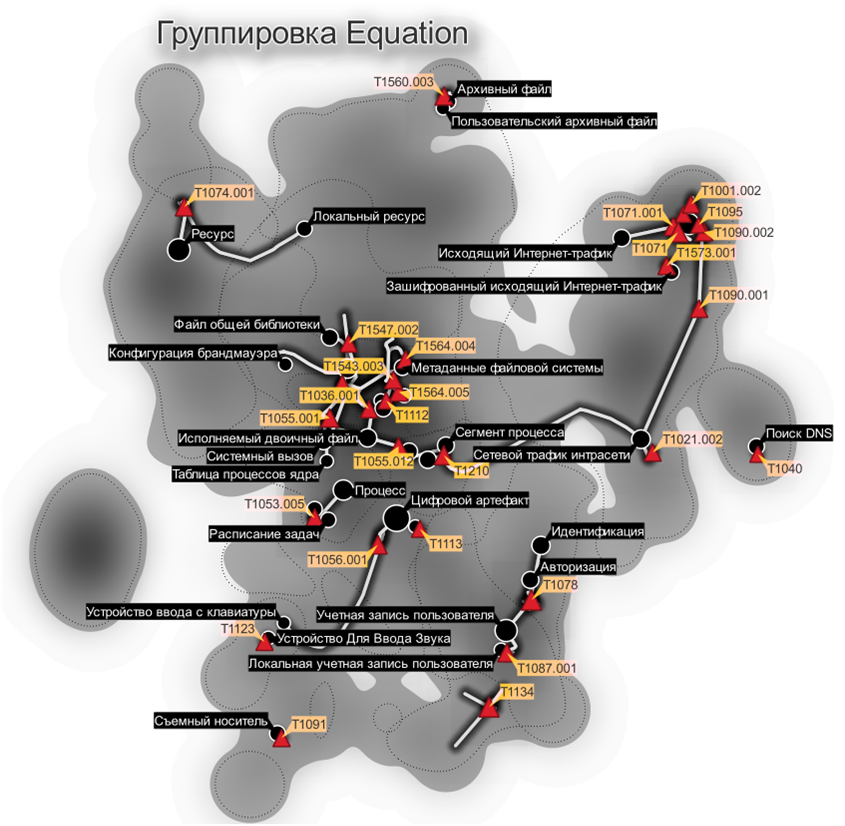 Группировка Equation
T1560.003
Архивный файл
Пользовательский архивный файл
T1074.001
Ресурс
Локальный ресурс
T1001.002
T1071.001
T1095
T1090.002
T1071
T1573.001
Исходящий Интернет-трафик
Зашифрованный исходящий Интернет-трафик
T1090.001
Файл общей библиотеки
T1547.002
Конфигурация брандмауэра
T1564.004
T1543.003
Метаданные файловой системы
T1036.001
T1564.005
T1055.001
T1112
Исполняемый двоичный файл
Сегмент процесса
Системный вызов
T1055.012
Сетевой трафик интрасети
T1021.002
Поиск DNS
T1040
Таблица процессов ядра
T1210
Процесс
T1053.005
Цифровой артефакт
Расписание задач
T1113
T1056.001
Идентификация
Авторизация
T1078
Устройство ввода с клавиатуры
Учетная запись пользователя
T1123
Устройство Для Ввода Звука
Локальная учетная запись пользователя
T1087.001
T1134
Съемный носитель
T1091